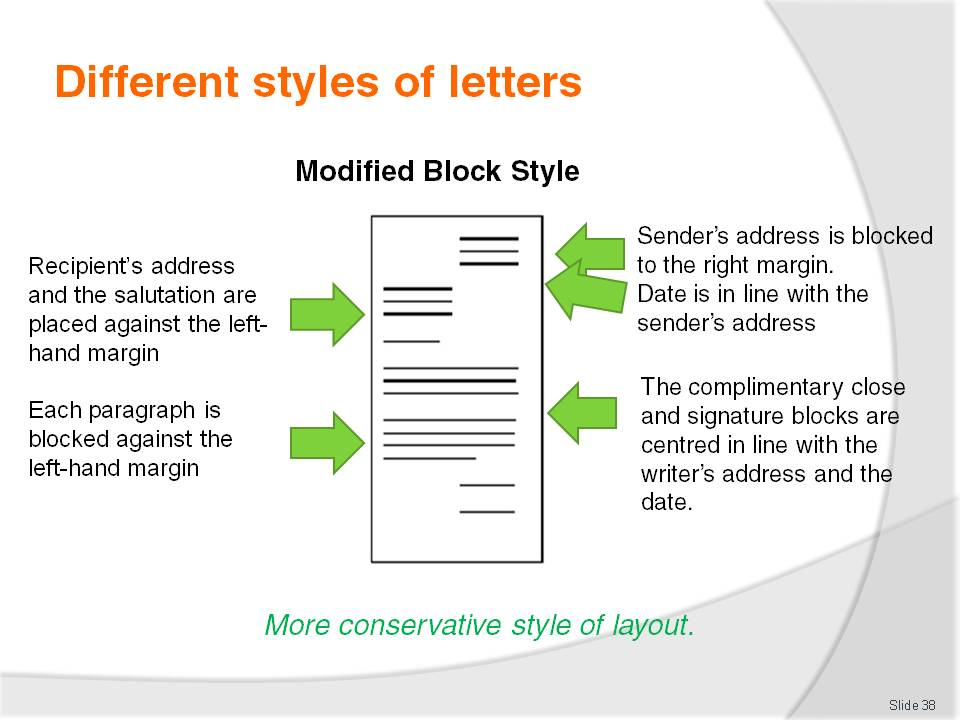 Different styles of letters
Modified Block Style
Recipient’s address
and the salutation are
placed against the left-
hand margin
Each paragraph is
blocked against the
left-hand margin
Sender’s address is blocked
to the right margin.
Date is in line with the
sender’s address
The complimentary close
and signature blocks are
centred in line with the
writer’s address and the
date.
More conservative style of layout.
Slide 38